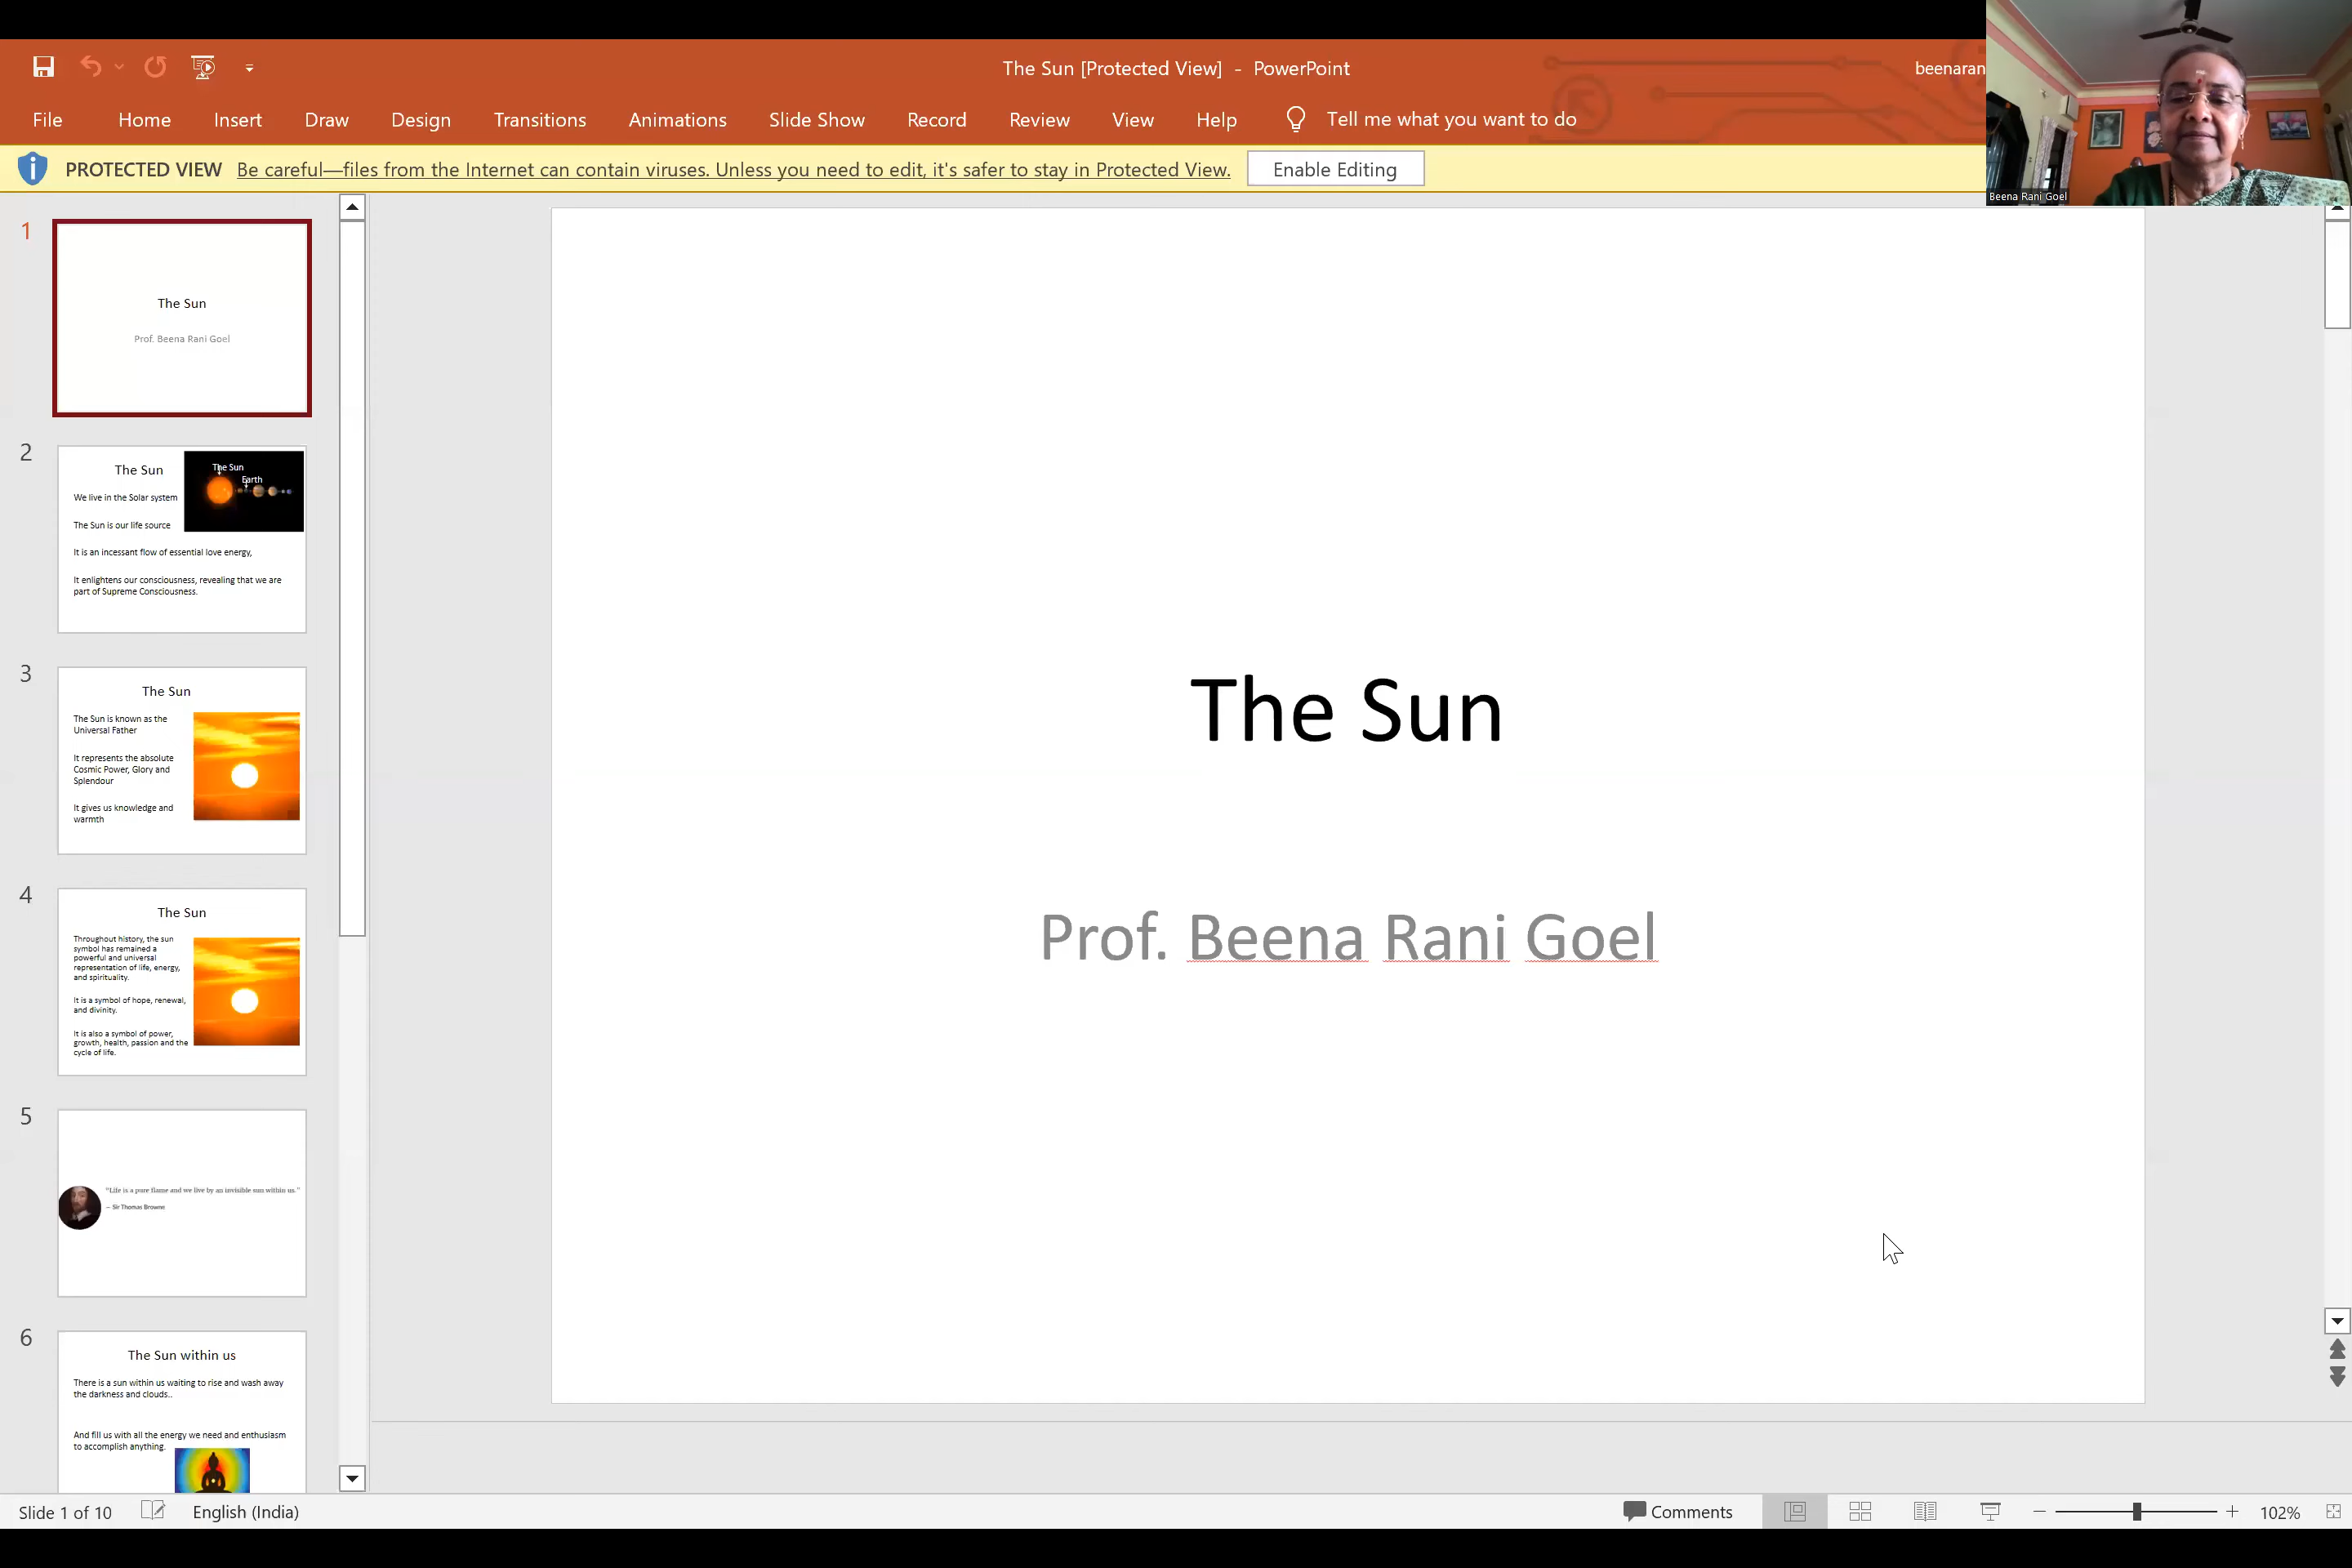 The Sun [Protected View] - PowerPoint
beenaran
File Home Insert Draw Design Transitions Animations Slide Show Record Review View Help Tell me what you want to do
PROTECTED VIEW Be careful—files from the Internet can contain viruses. Unless you need to edit, it's safer to stay in Protected View. Enable Editing
Beena Rani Goel
1
The Sun
Prof. Beena Rani Goel
2
The Sun
We live in the Solar system
The Sun is our life source
It is an incessant flow of essential love energy,
It enlightens our consciousness, revealing that we are
part of Supreme Consciousness.
The Sun
Earth
3
The Sun
The Sun is known as the
Universal Father
It represents the absolute
Cosmic Power, Glory and
Splendour
It gives us knowledge and
warmth
4
The Sun
Throughout history, the sun
symbol has remained a
powerful and universal
representation of life, energy,
and spirituality.
It is a symbol of hope, renewal,
and divinity.
It is also a symbol of power,
growth, health, passion and the
cycle of life.
5
"Life is a pure flame and we live by an invisible sun within us."
– Sir Thomas Browne
6
The Sun within us
There is a sun within us waiting to rise and wash away
the darkness and clouds..
And fill us with all the energy we need and enthusiasm
to accomplish anything.
The Sun
Prof. Beena Rani Goel
Slide 1 of 10 English (India)
Comments
102%